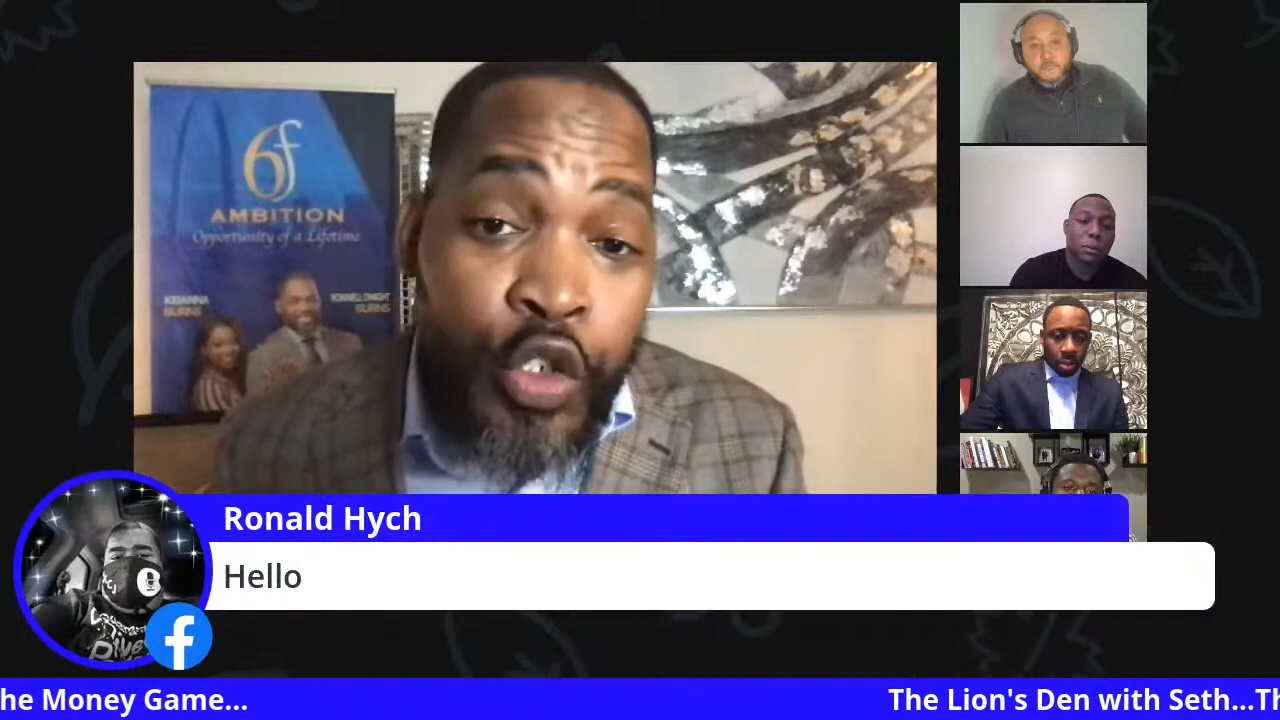 6f
AMBITION
Opportunity of a Lifetime
KEIANNA
BURNS
BURNS
Ronald Hych
Hello
he Money Game...
The Lion's Den with Seth...Th